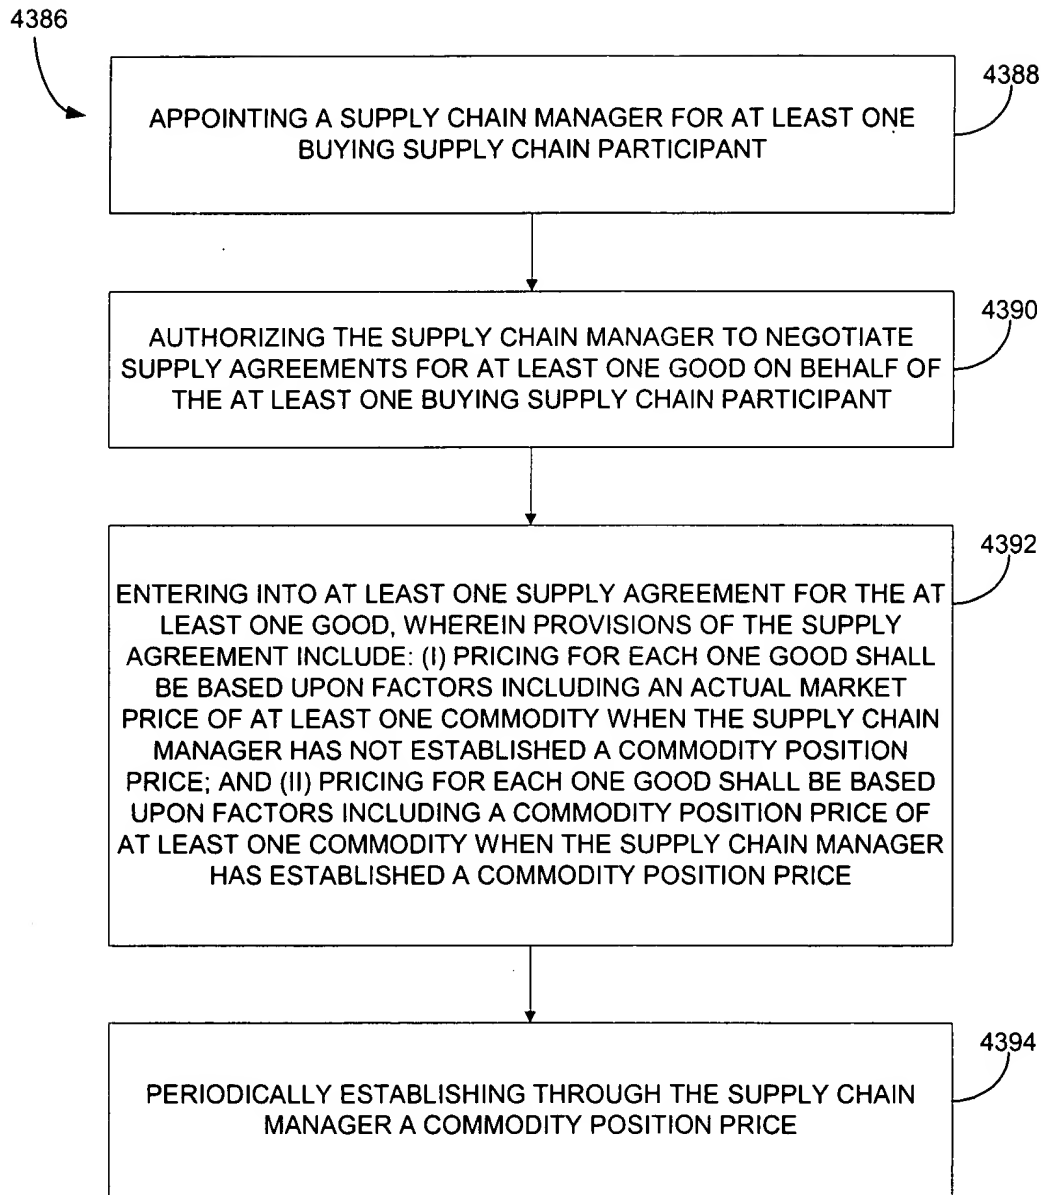 4386
4388
APPOINTING A SUPPLY CHAIN MANAGER FOR AT LEAST ONE
BUYING SUPPLY CHAIN PARTICIPANT
4390
AUTHORIZING THE SUPPLY CHAIN MANAGER TO NEGOTIATE
SUPPLY AGREEMENTS FOR AT LEAST ONE GOOD ON BEHALF OF
THE AT LEAST ONE BUYING SUPPLY CHAIN PARTICIPANT
4392
ENTERING INTO AT LEAST ONE SUPPLY AGREEMENT FOR THE AT
LEAST ONE GOOD, WHEREIN PROVISIONS OF THE SUPPLY
AGREEMENT INCLUDE: (I) PRICING FOR EACH ONE GOOD SHALL
BE BASED UPON FACTORS INCLUDING AN ACTUAL MARKET
PRICE OF AT LEAST ONE COMMODITY WHEN THE SUPPLY CHAIN
MANAGER HAS NOT ESTABLISHED A COMMODITY POSITION
PRICE; AND (II) PRICING FOR EACH ONE GOOD SHALL BE BASED
UPON FACTORS INCLUDING A COMMODITY POSITION PRICE OF
AT LEAST ONE COMMODITY WHEN THE SUPPLY CHAIN MANAGER
HAS ESTABLISHED A COMMODITY POSITION PRICE
4394
PERIODICALLY ESTABLISHING THROUGH THE SUPPLY CHAIN
MANAGER A COMMODITY POSITION PRICE